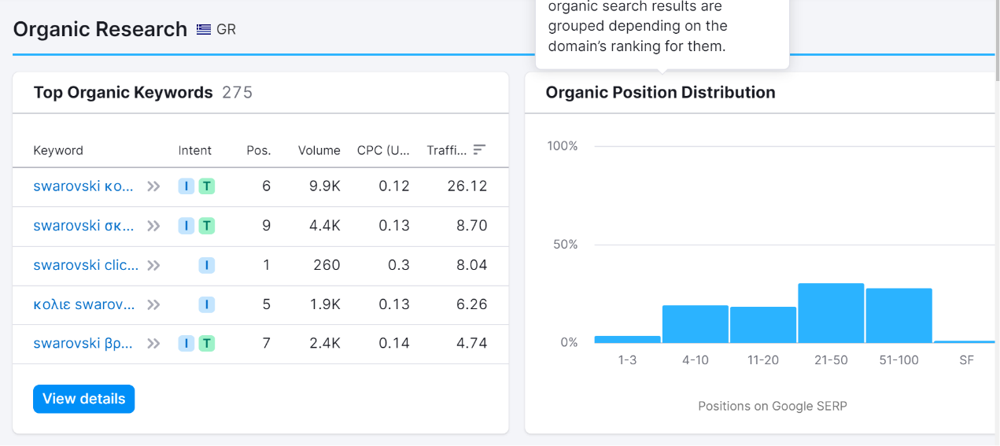 organic search results are
grouped depending on the
domain’s ranking for them.
Organic Research GR
Top Organic Keywords 275
Keyword Intent Pos. Volume CPC (U... Traffi...
swarovski κο... I T 6 9.9K 0.12 26.12
swarovski σκ... I T 9 4.4K 0.13 8.70
swarovski clic... I 1 260 0.3 8.04
κολιε swarov... I 5 1.9K 0.13 6.26
swarovski βρ... I T 7 2.4K 0.14 4.74
View details
Organic Position Distribution
100%
50%
0%
1-3 4-10 11-20 21-50 51-100 SF
Positions on Google SERP